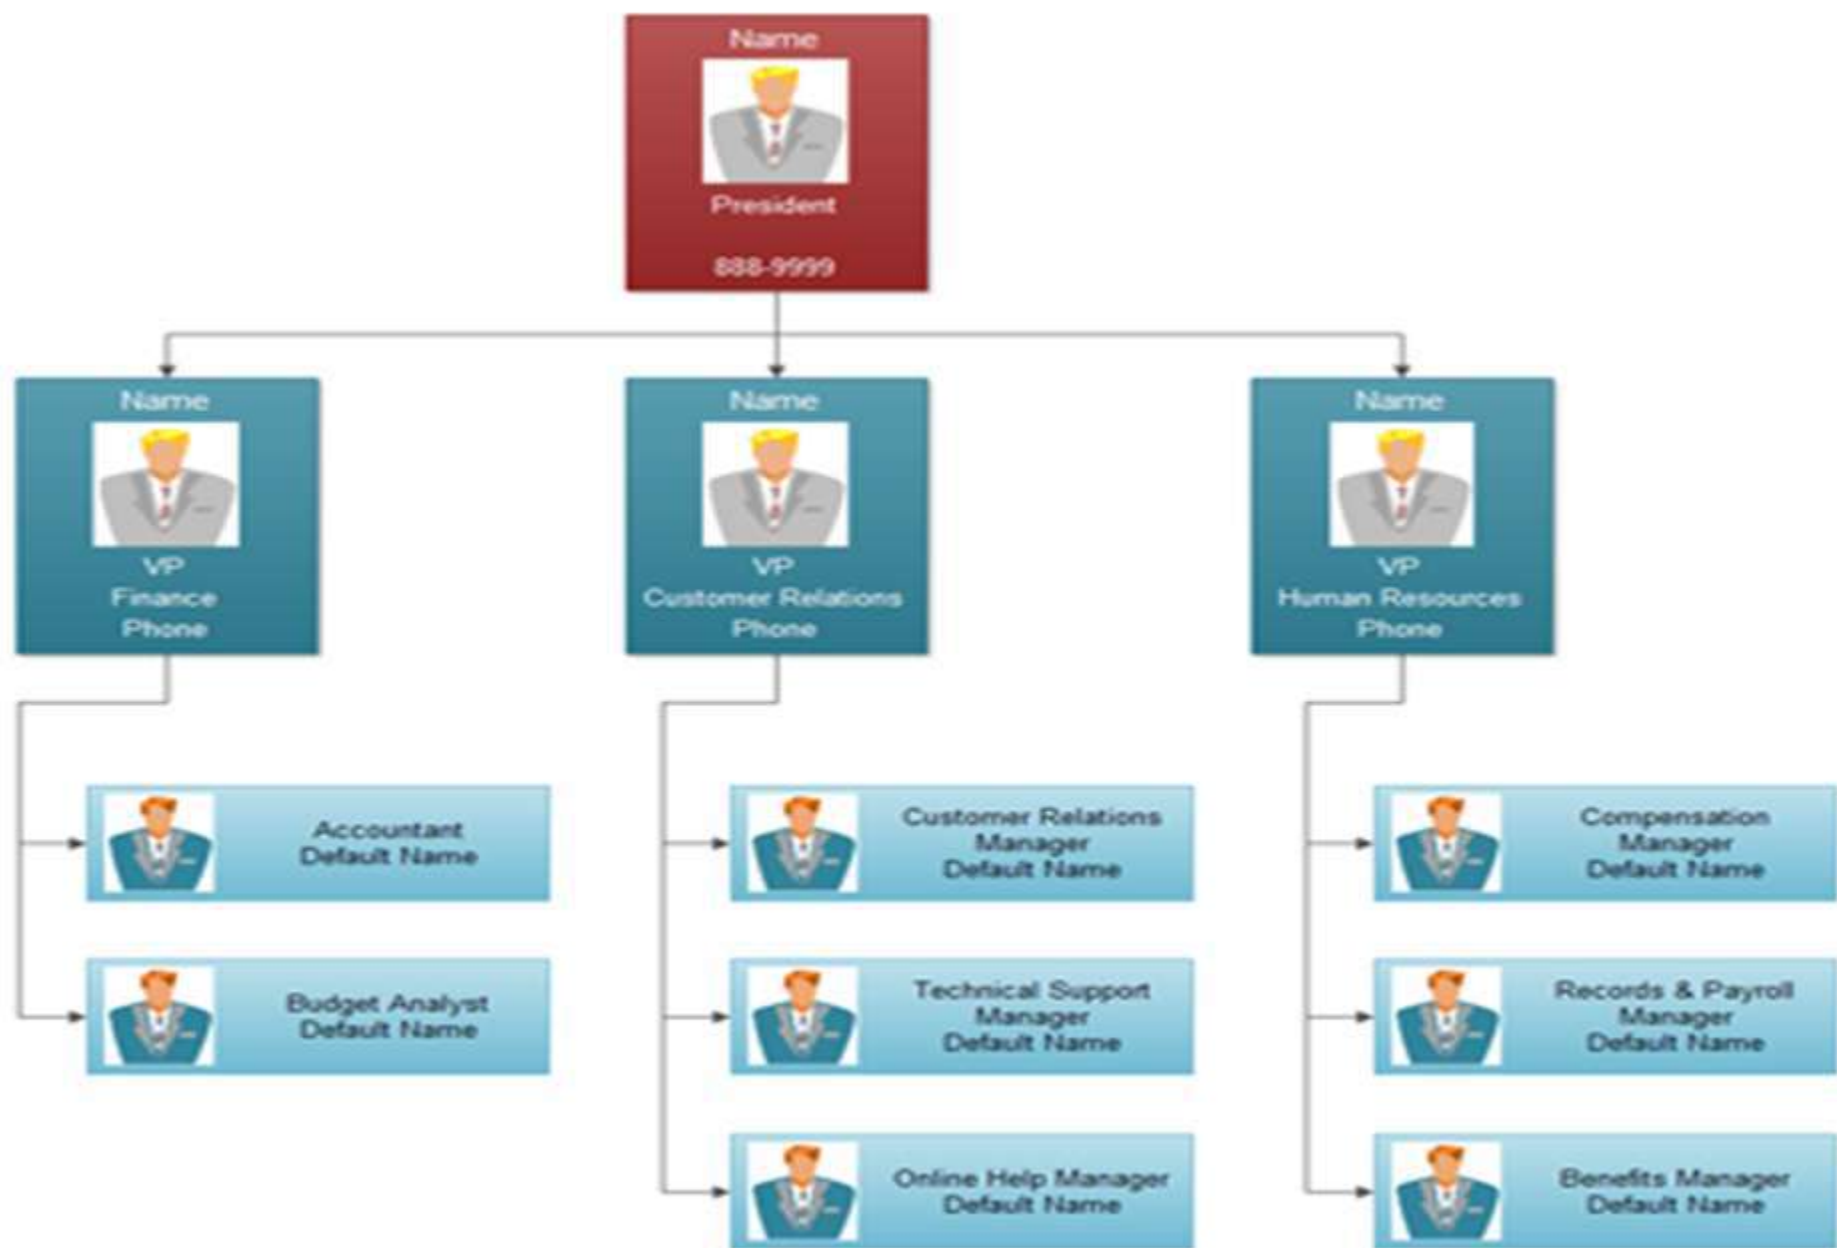 Name
President
888-9999
Name
VP
Finance
Phone
Name
VP
Customer Relations
Phone
Name
VP
Human Resources
Phone
Accountant
Default Name
Budget Analyst
Default Name
Customer Relations
Manager
Default Name
Technical Support
Manager
Default Name
Online Help Manager
Default Name
Compensation
Manager
Default Name
Records & Payroll
Manager
Default Name
Benefits Manager
Default Name